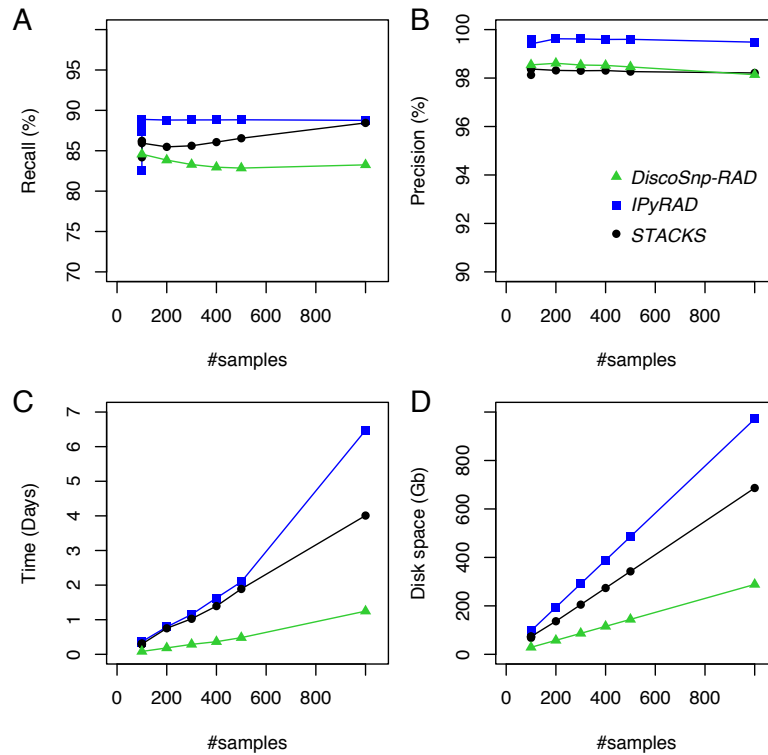 A
Recall (%)
100
95
90
85
80
75
70
0 200 400 600 800
#samples
B
Precision (%)
100
98
96
94
92
90
DiscoSnp-RAD
IPyRAD
STACKS
0 200 400 600 800
#samples
C
Time (Days)
7
6
5
4
3
2
1
0
0 200 400 600 800
#samples
D
Disk space (Gb)
800
600
400
200
0
0 200 400 600 800
#samples